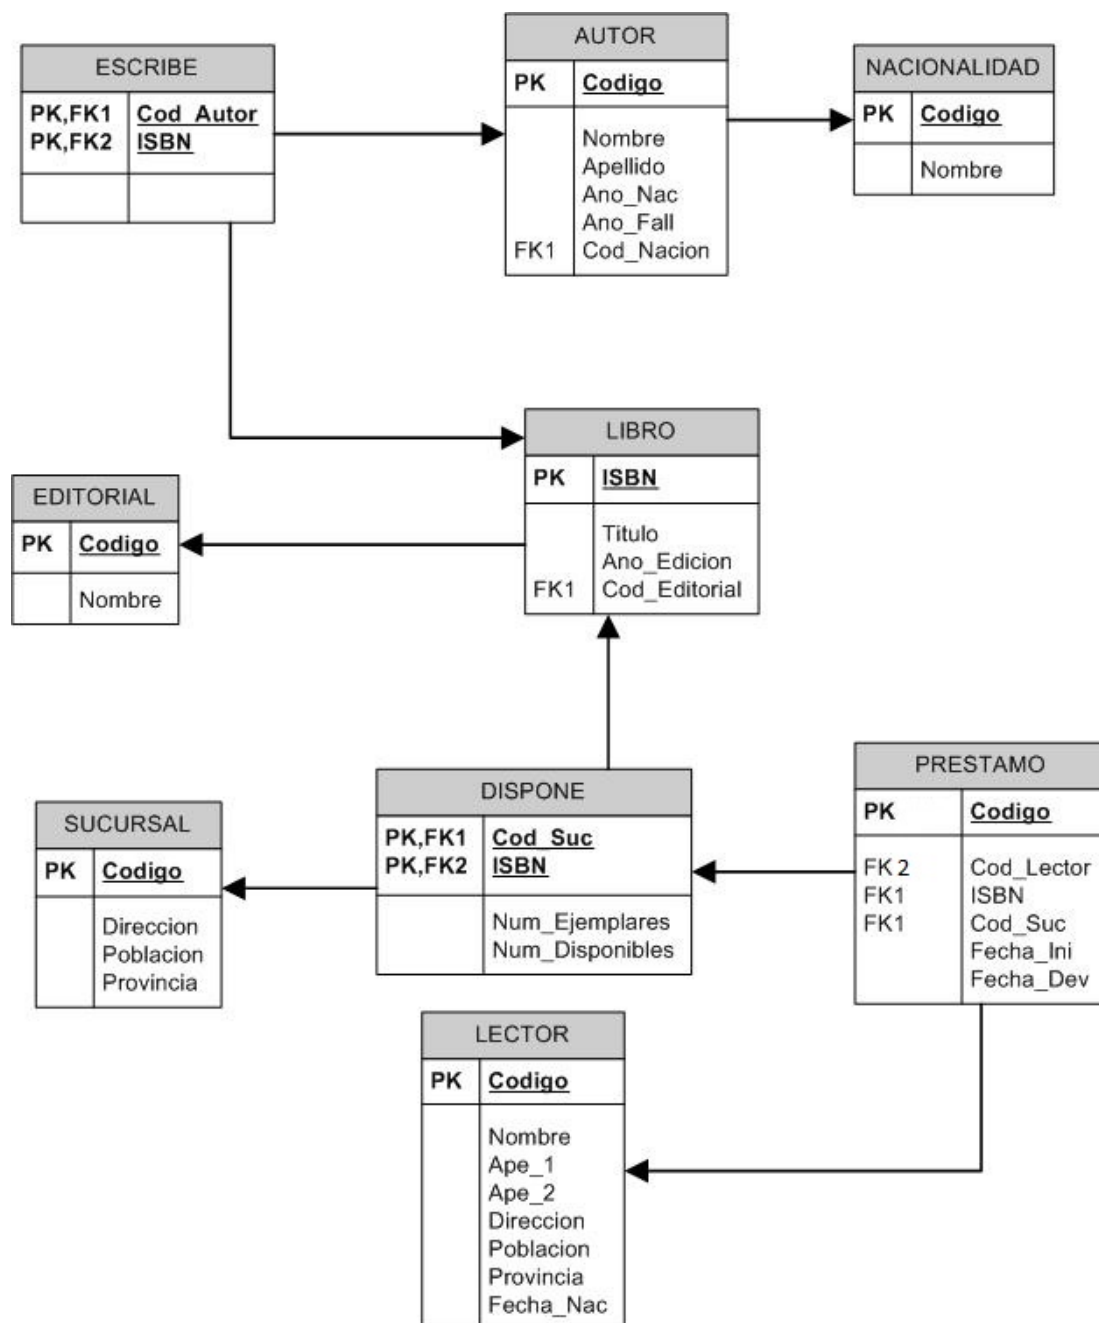 ESCRIBE
PK,FK1 Cod_Autor
PK,FK2 ISBN
AUTOR
PK Codigo
Nombre
Apellido
Ano_Nac
Ano_Fall
FK1 Cod_Nacion
NACIONALIDAD
PK Codigo
Nombre
LIBRO
PK ISBN
Titulo
Ano_Edicion
FK1 Cod_Editorial
EDITORIAL
PK Codigo
Nombre
DISPONE
PK,FK1 Cod_Suc
PK,FK2 ISBN
Num_Ejemplares
Num_Disponibles
PRESTAMO
PK Codigo
FK2 Cod_Lector
FK1 ISBN
FK1 Cod_Suc
Fecha_Ini
Fecha_Dev
SUCURSAL
PK Codigo
Direccion
Poblacion
Provincia
LECTOR
PK Codigo
Nombre
Ape_1
Ape_2
Direccion
Poblacion
Provincia
Fecha_Nac